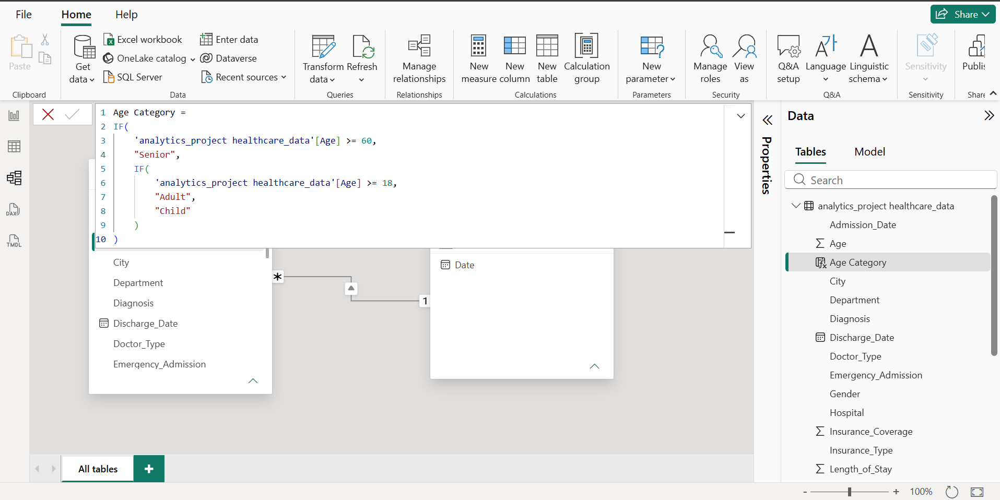 File Home Help
Share
Paste
Clipboard
Get data
Excel workbook
OneLake catalog
SQL Server
Enter data
Dataverse
Recent sources
Data
Transform data
Refresh
Queries
Manage relationships
Relationships
New measure
New column
New table
Calculation group
Calculations
New parameter
Parameters
Manage roles
View as
Security
Q&A setup
Language
Linguistic schema
Q&A
Sensitivity
Sensitivity
Publis
Share
1 Age Category =
2 IF(
3 'analytics_project healthcare_data'[Age] >= 60,
4 "Senior",
5 IF(
6 'analytics_project healthcare_data'[Age] >= 18,
7 "Adult",
8 "Child"
9 )
10 )
DAX
TMDL
City
Department
Diagnosis
Discharge_Date
Doctor_Type
Emergency_Admission
*
1
Date
Properties
Data
Tables Model
Search
analytics_project healthcare_data
Admission_Date
Age
Age Category
City
Department
Diagnosis
Discharge_Date
Doctor_Type
Emergency_Admission
Gender
Hospital
Insurance_Coverage
Insurance_Type
Length_of_Stay
All tables +
- + 100%